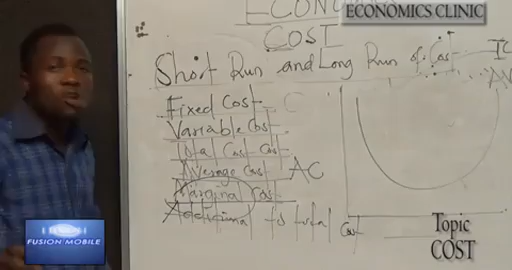 ECONOMICS CLINIC
COST
Short Run and Long Run of Cost
Fixed Cost
Variable Cost
Total Cost
Average Cost AC
Marginal Cost
Additional to total Cost
FUSION MOBILE
Topic
COST